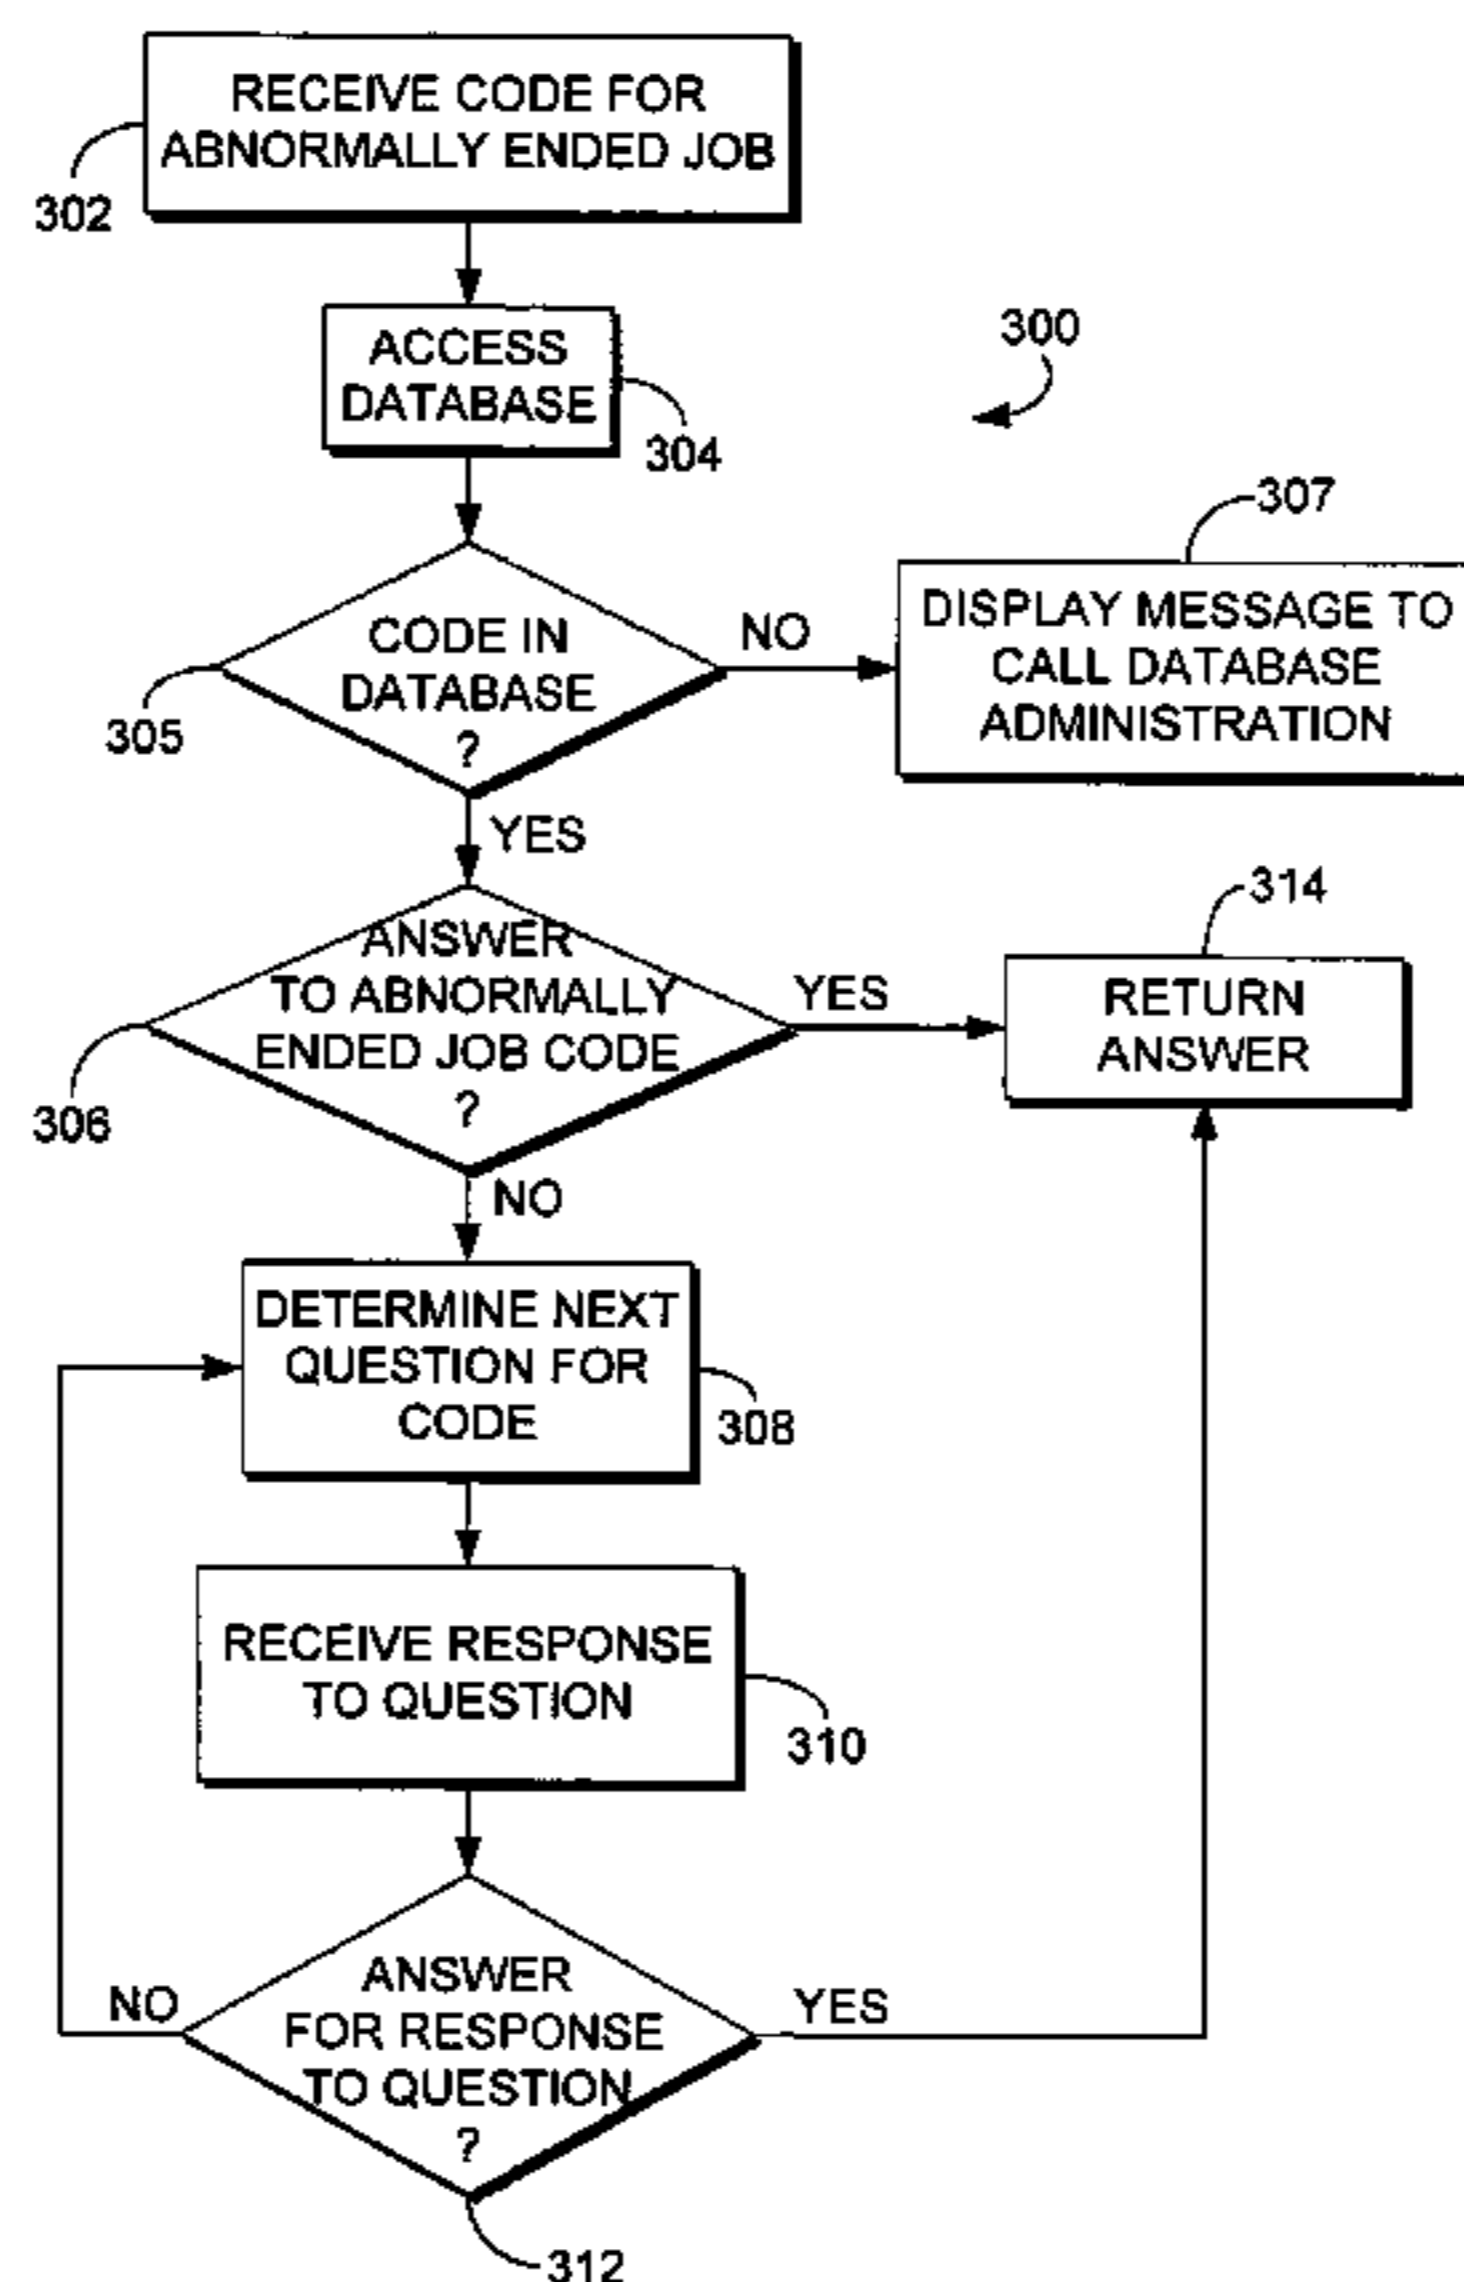 RECEIVE CODE FOR
ABNORMALLY ENDED JOB
302
ACCESS
DATABASE
304
300
307
CODE IN
DATABASE
?
305
NO
DISPLAY MESSAGE TO
CALL DATABASE
ADMINISTRATION
YES
314
ANSWER
TO ABNORMALLY
ENDED JOB CODE
?
306
YES
RETURN
ANSWER
NO
DETERMINE NEXT
QUESTION FOR
CODE
308
RECEIVE RESPONSE
TO QUESTION
310
ANSWER
FOR RESPONSE
TO QUESTION
?
NO
YES
312